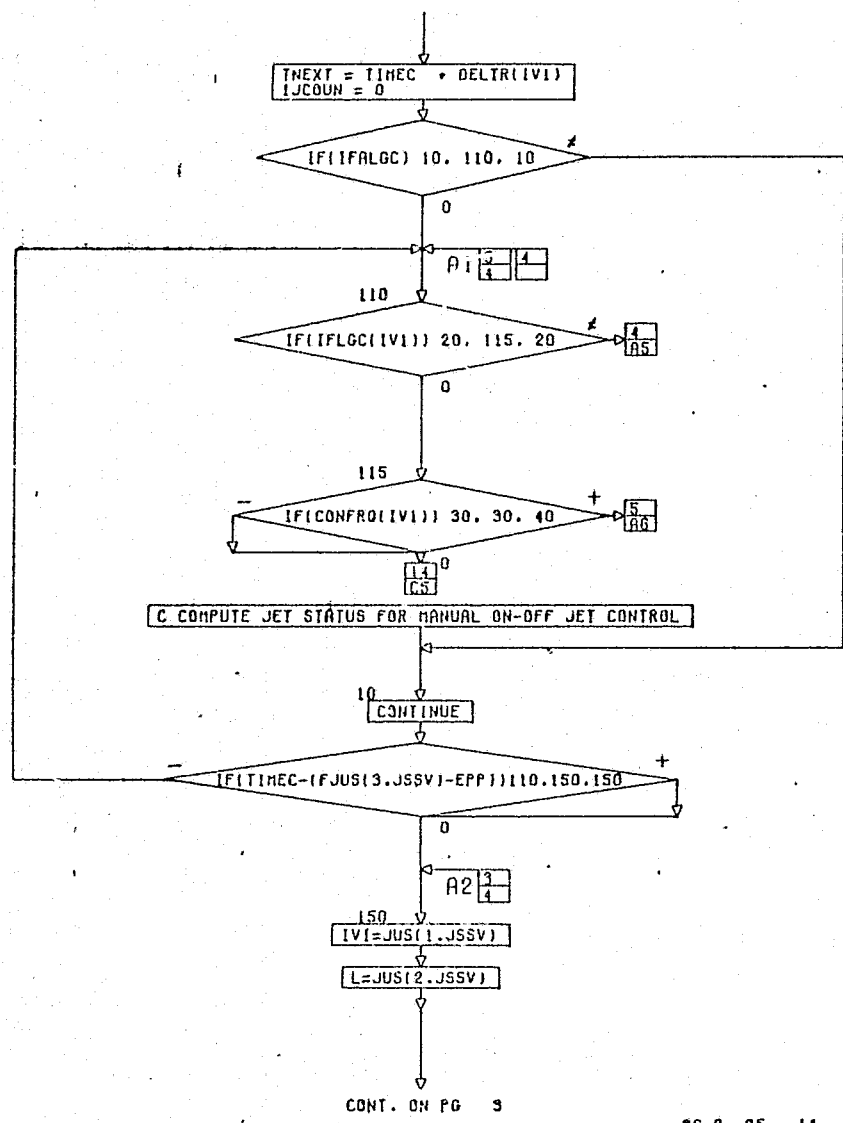 TNEXT = TIMEC + DELTR(IV1)
IJCOUN = 0
≠
IF(IFALGC) 10, 110, 10
0
A1 5 4
4
110
≠
IF(IFLGC(IV1)) 20, 115, 20
4
A5
0
115
-
+
IF(CONFRQ(IV1)) 30, 30, 40
5
A6
0
14
C5
C COMPUTE JET STATUS FOR MANUAL ON-OFF JET CONTROL
10
CONTINUE
-
+
IF(TIMEC-(FJUS(3,JSSV)-EPP))110,150,150
0
A2 3
4
150
IV1=JUS(1,JSSV)
L=JUS(2,JSSV)
CONT. ON PG 3